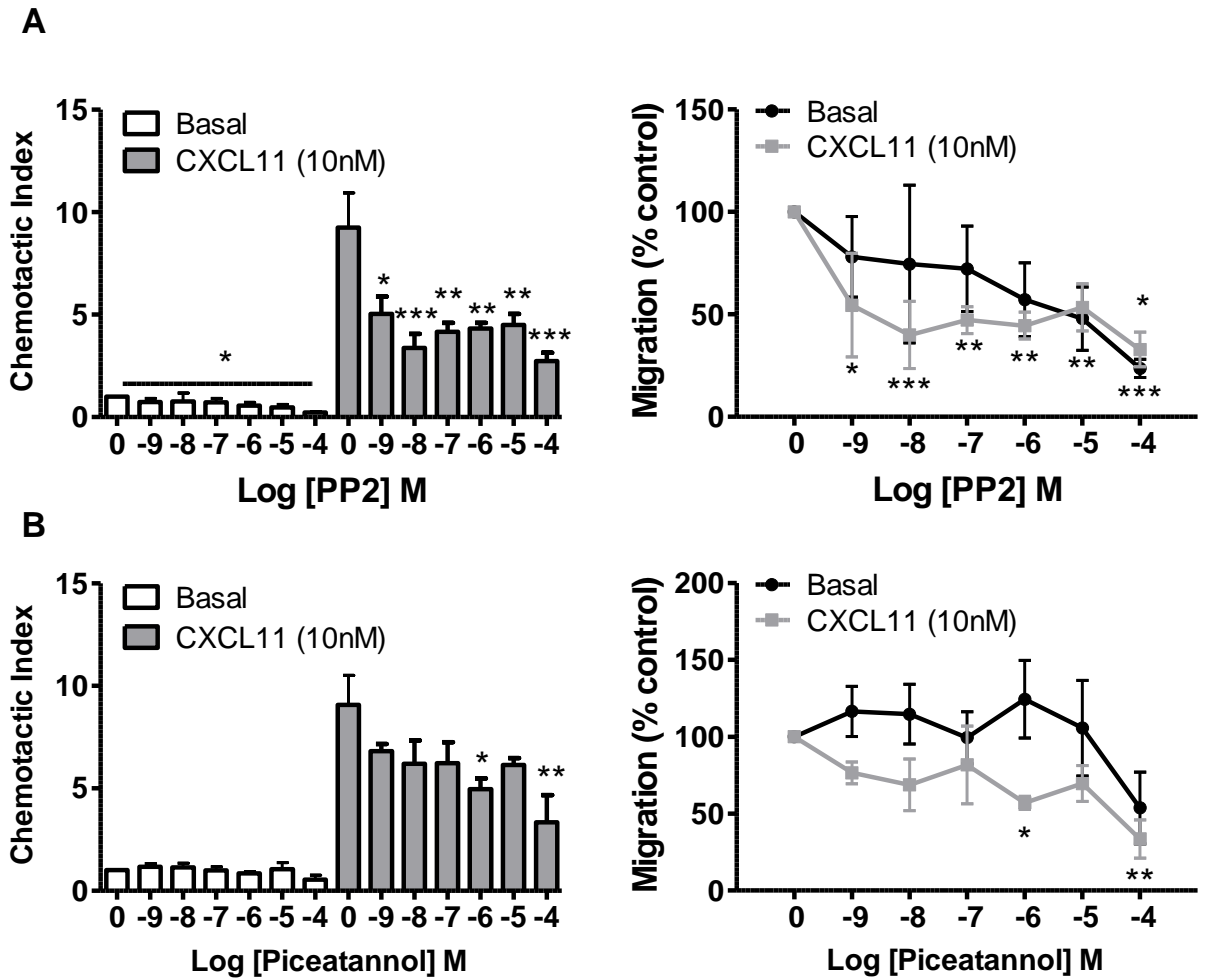 A
Chemotactic Index
15
10
5
0
Basal
CXCL11 (10nM)
*
*
***
**
**
**
***
0 -9 -8 -7 -6 -5 -4 0 -9 -8 -7 -6 -5 -4
Log [PP2] M
Migration (% control)
150
100
50
0
Basal
CXCL11 (10nM)
*
*
***
**
**
**
***
0 -9 -8 -7 -6 -5 -4
Log [PP2] M
B
Chemotactic Index
15
10
5
0
Basal
CXCL11 (10nM)
*
**
0 -9 -8 -7 -6 -5 -4 0 -9 -8 -7 -6 -5 -4
Log [Piceatannol] M
Migration (% control)
200
150
100
50
0
Basal
CXCL11 (10nM)
*
**
0 -9 -8 -7 -6 -5 -4
Log [Piceatannol] M